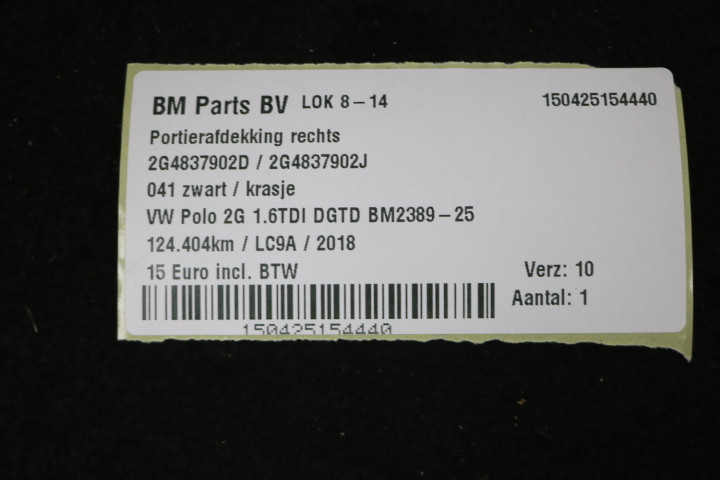 BM Parts BV LOK 8-14 150425154440
Portierafdekking rechts
2G4837902D / 2G4837902J
041 zwart / krasje
VW Polo 2G 1.6TDI DGTD BM2389-25
124.404km / LC9A / 2018
15 Euro incl. BTW Verz: 10
Aantal: 1
150425154440